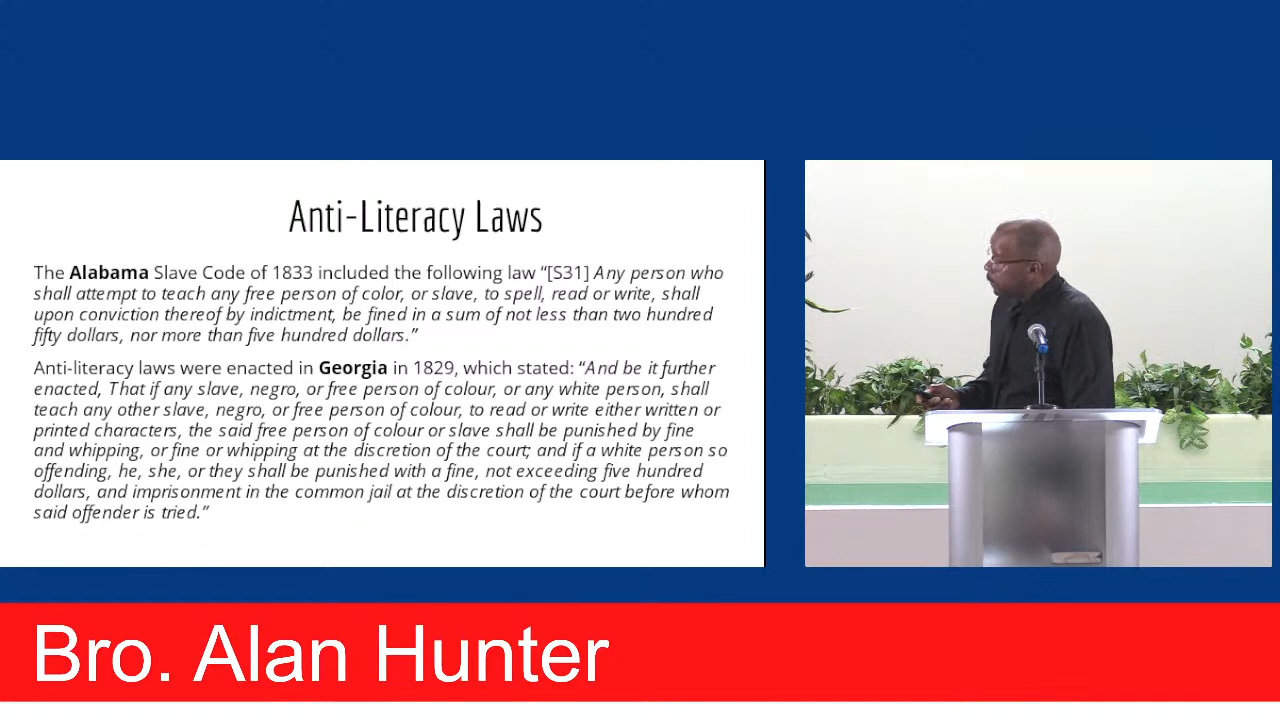 Anti-Literacy Laws
The Alabama Slave Code of 1833 included the following law “[S31] Any person who
shall attempt to teach any free person of color, or slave, to spell, read or write, shall
upon conviction thereof by indictment, be fined in a sum of not less than two hundred
fifty dollars, nor more than five hundred dollars.”
Anti-literacy laws were enacted in Georgia in 1829, which stated: “And be it further
enacted, That if any slave, negro, or free person of colour, or any white person, shall
teach any other slave, negro, or free person of colour, to read or write either written or
printed characters, the said free person of colour or slave shall be punished by fine
and whipping, or fine or whipping at the discretion of the court; and if a white person so
offending, he, she, or they shall be punished with a fine, not exceeding five hundred
dollars, and imprisonment in the common jail at the discretion of the court before whom
said offender is tried.”
Bro. Alan Hunter